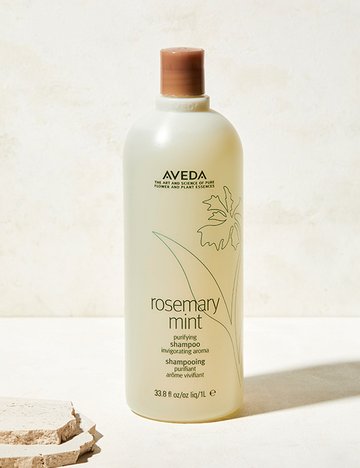 AVEDA
THE ART AND SCIENCE OF PURE
FLOWER AND PLANT ESSENCES
rosemary
mint
purifying
shampoo
invigorating aroma
shampooing
purifiant
arôme vivifiant
33.8 fl oz/oz liq/1L ℮